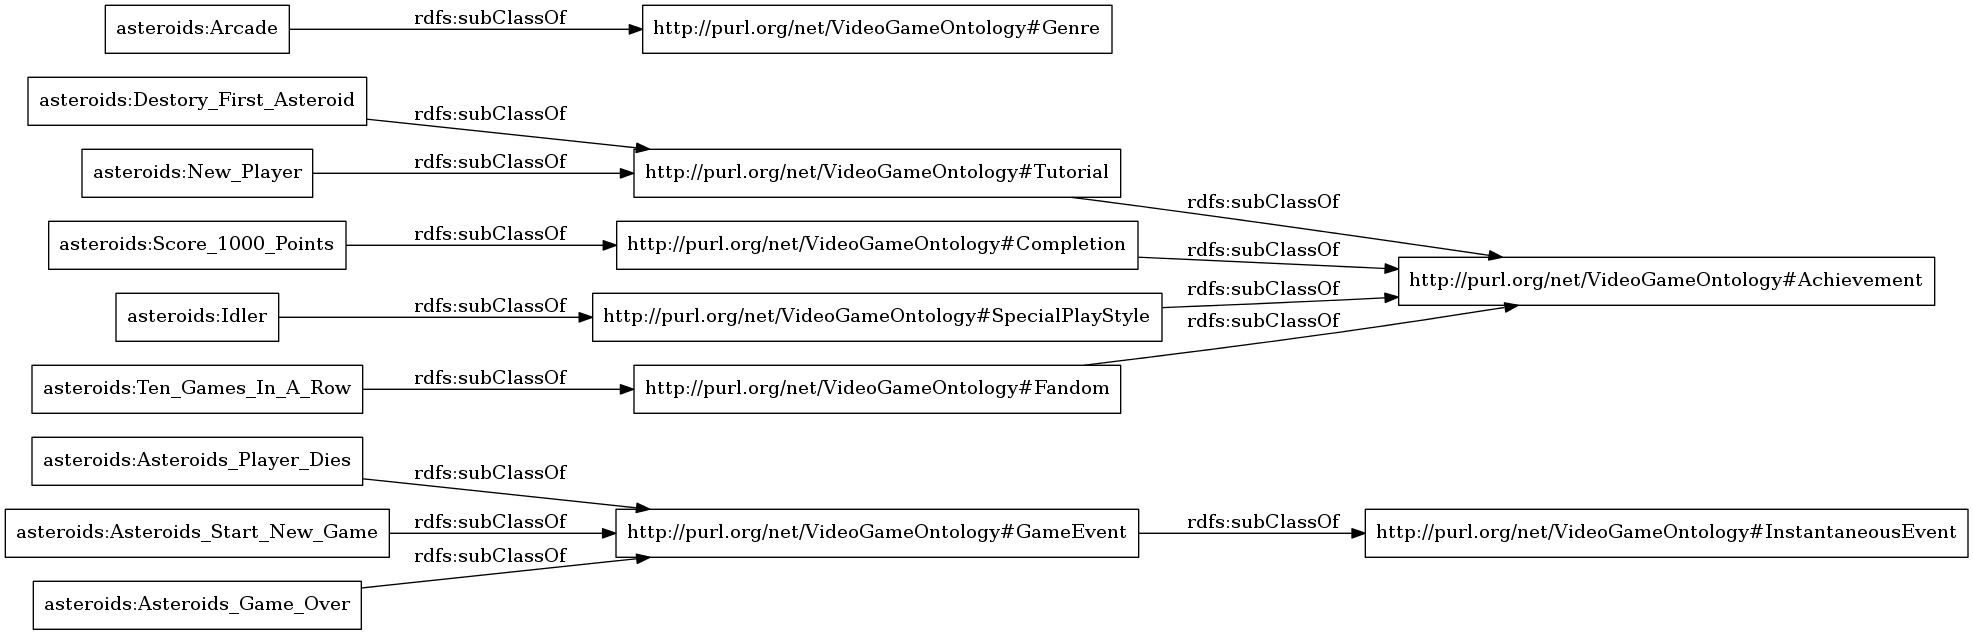 asteroids:Arcade
rdfs:subClassOf
http://purl.org/net/VideoGameOntology#Genre
asteroids:Destory_First_Asteroid
rdfs:subClassOf
asteroids:New_Player
rdfs:subClassOf
http://purl.org/net/VideoGameOntology#Tutorial
rdfs:subClassOf
asteroids:Score_1000_Points
rdfs:subClassOf
http://purl.org/net/VideoGameOntology#Completion
rdfs:subClassOf
http://purl.org/net/VideoGameOntology#Achievement
asteroids:Idler
rdfs:subClassOf
http://purl.org/net/VideoGameOntology#SpecialPlayStyle
rdfs:subClassOf
asteroids:Ten_Games_In_A_Row
rdfs:subClassOf
http://purl.org/net/VideoGameOntology#Fandom
rdfs:subClassOf
asteroids:Asteroids_Player_Dies
rdfs:subClassOf
asteroids:Asteroids_Start_New_Game
rdfs:subClassOf
http://purl.org/net/VideoGameOntology#GameEvent
rdfs:subClassOf
http://purl.org/net/VideoGameOntology#InstantaneousEvent
asteroids:Asteroids_Game_Over
rdfs:subClassOf